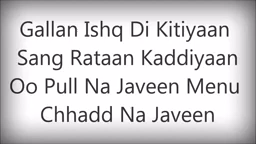 Gallan Ishq Di Kitiyaan
Sang Rataan Kaddiyaan
Oo Pull Na Javeen Menu
Chhadd Na Javeen